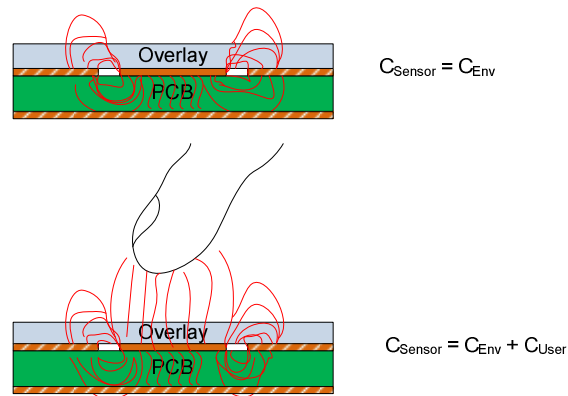 Overlay
PCB
CSensor = CEnv
Overlay
PCB
CSensor = CEnv + CUser